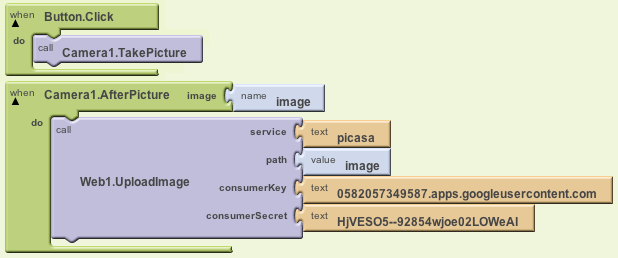 when Button.Click
do call Camera1.TakePicture
when Camera1.AfterPicture image name image
do call Web1.UploadImage
service text picasa
path value image
consumerKey text 0582057349587.apps.googleusercontent.com
consumerSecret text HjVESO5--92854wjoe02LOWeAI